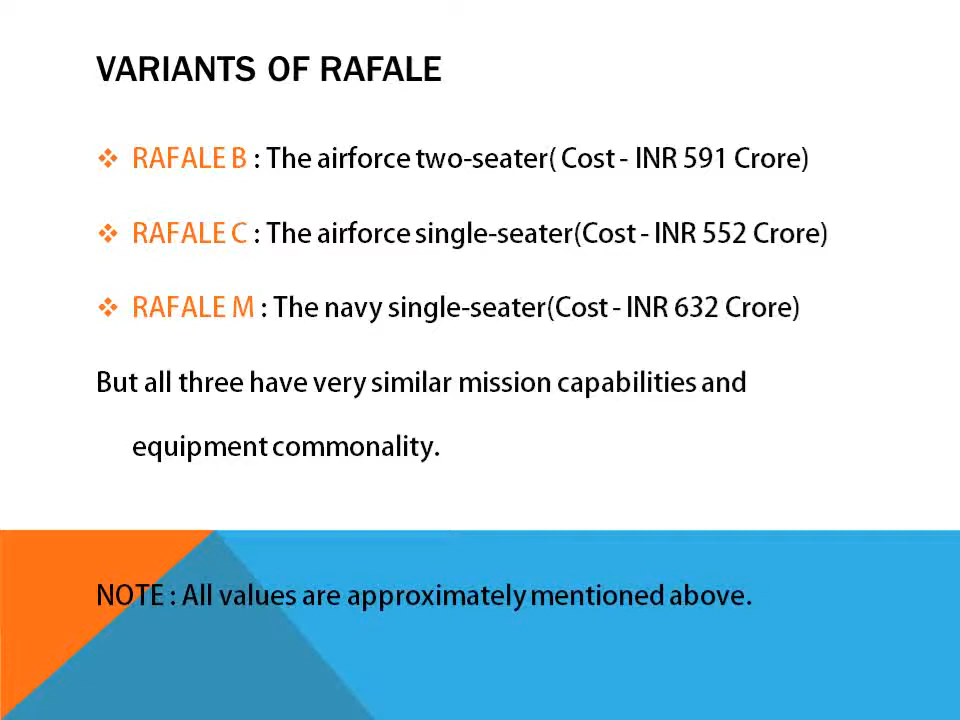 VARIANTS OF RAFALE
❖ RAFALE B : The airforce two-seater( Cost - INR 591 Crore)
❖ RAFALE C : The airforce single-seater(Cost - INR 552 Crore)
❖ RAFALE M : The navy single-seater(Cost - INR 632 Crore)
But all three have very similar mission capabilities and
equipment commonality.
NOTE : All values are approximately mentioned above.